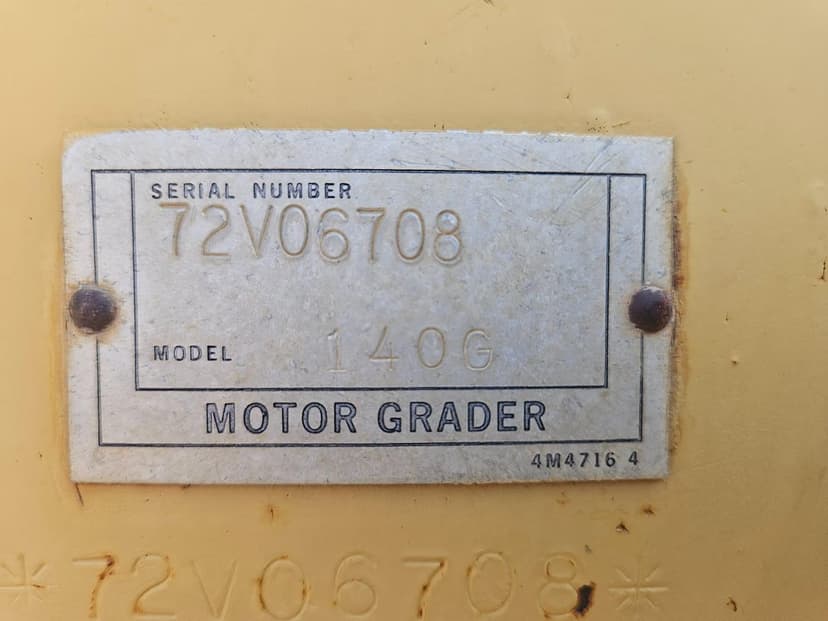 SERIAL NUMBER
72V06708
MODEL 140G
MOTOR GRADER
4M4716 4
*72V06708*